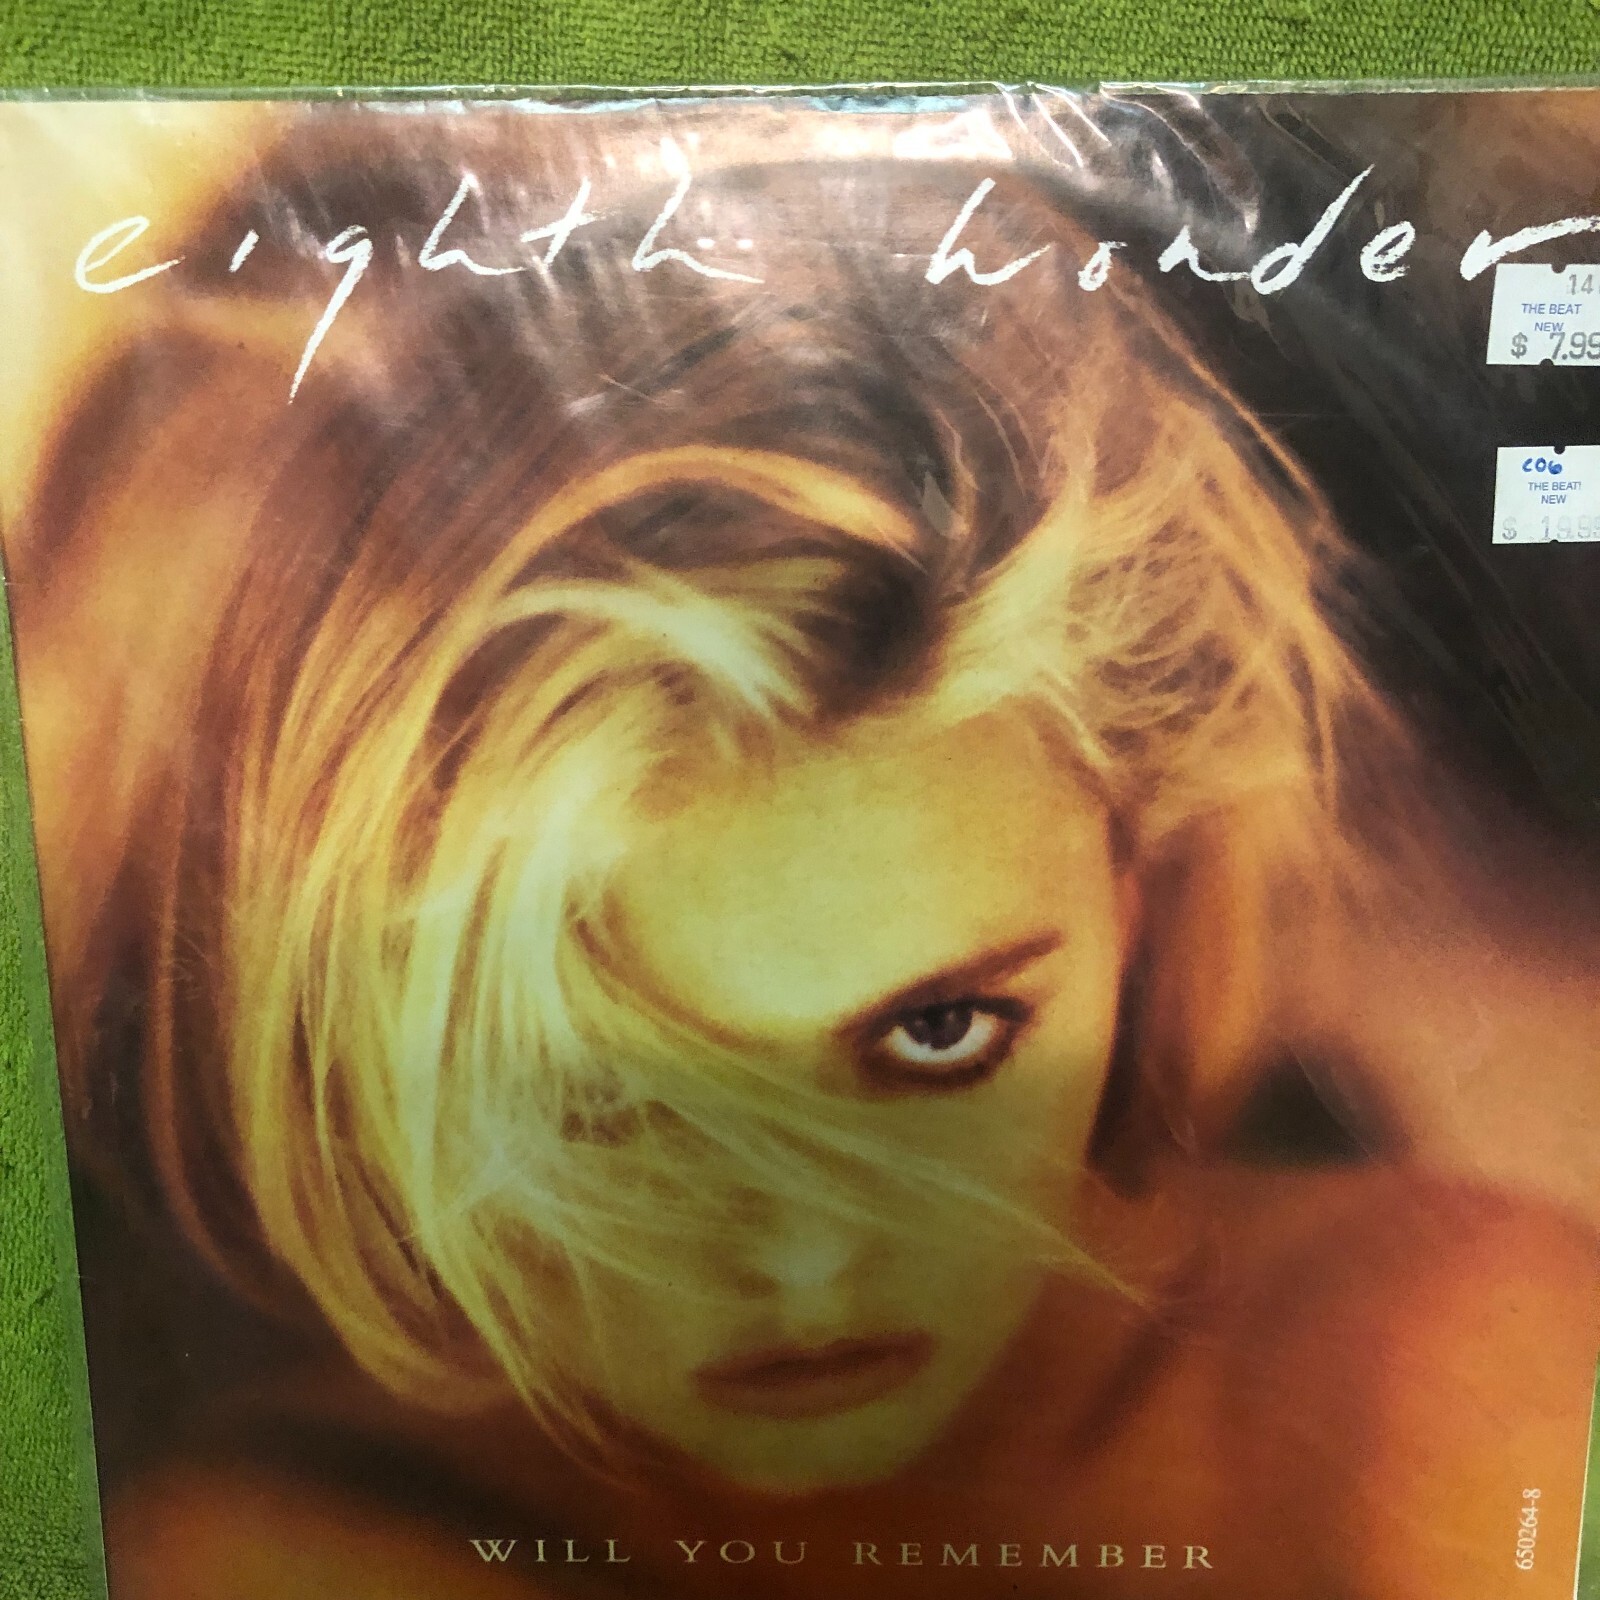 eighth wonder
14
THE BEAT
NEW
$ 7.99
C06
THE BEAT!
NEW
$ 19.99
WILL YOU REMEMBER
650264-8